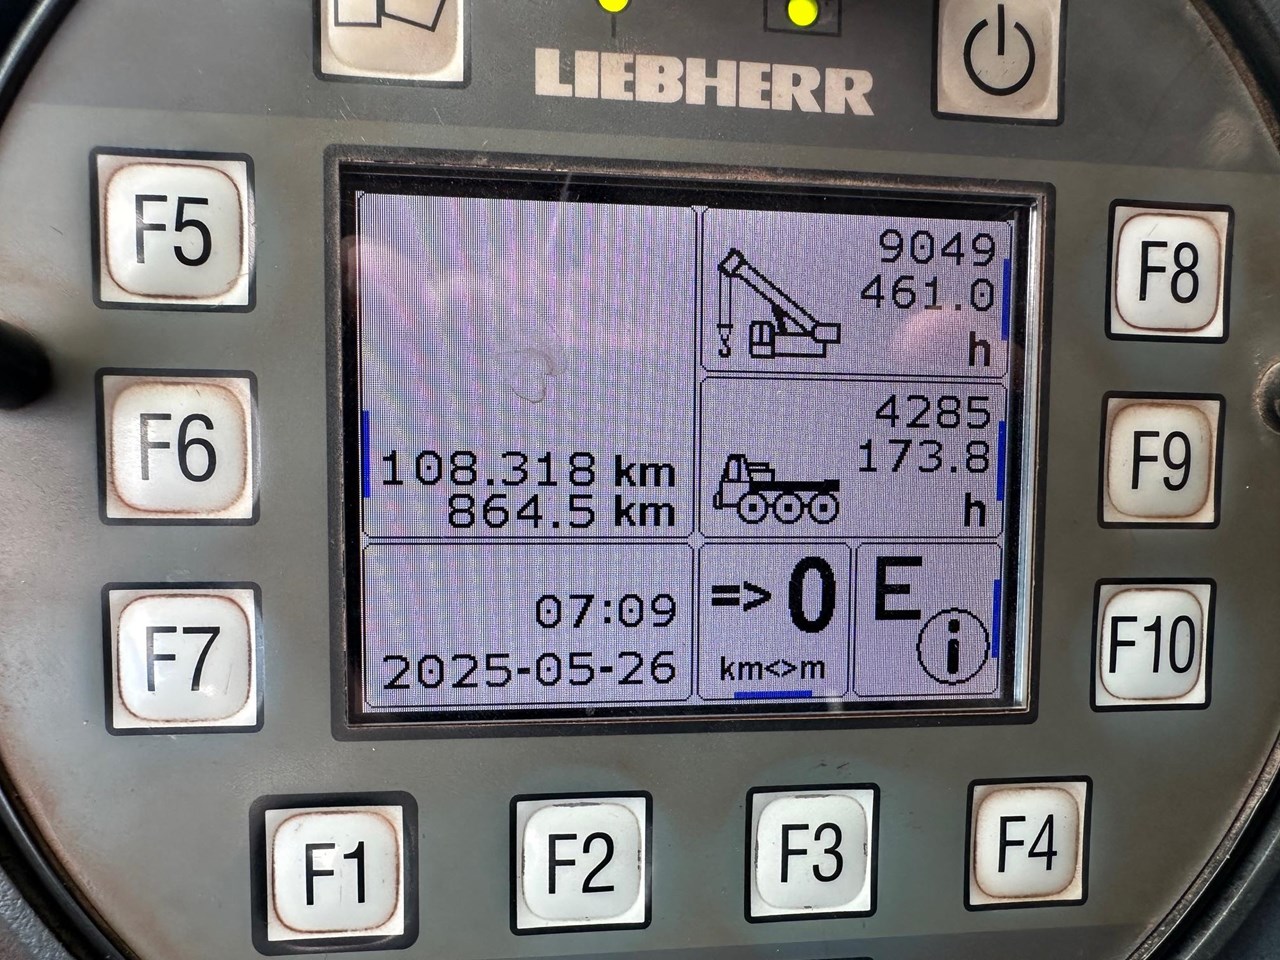 LIEBHERR
F5
F6
F7
108.318 km
864.5 km
07:09
2025-05-26
9049
461.0
h
4285
173.8
h
=> 0
km<>m
E
i
F8
F9
F10
F1
F2
F3
F4